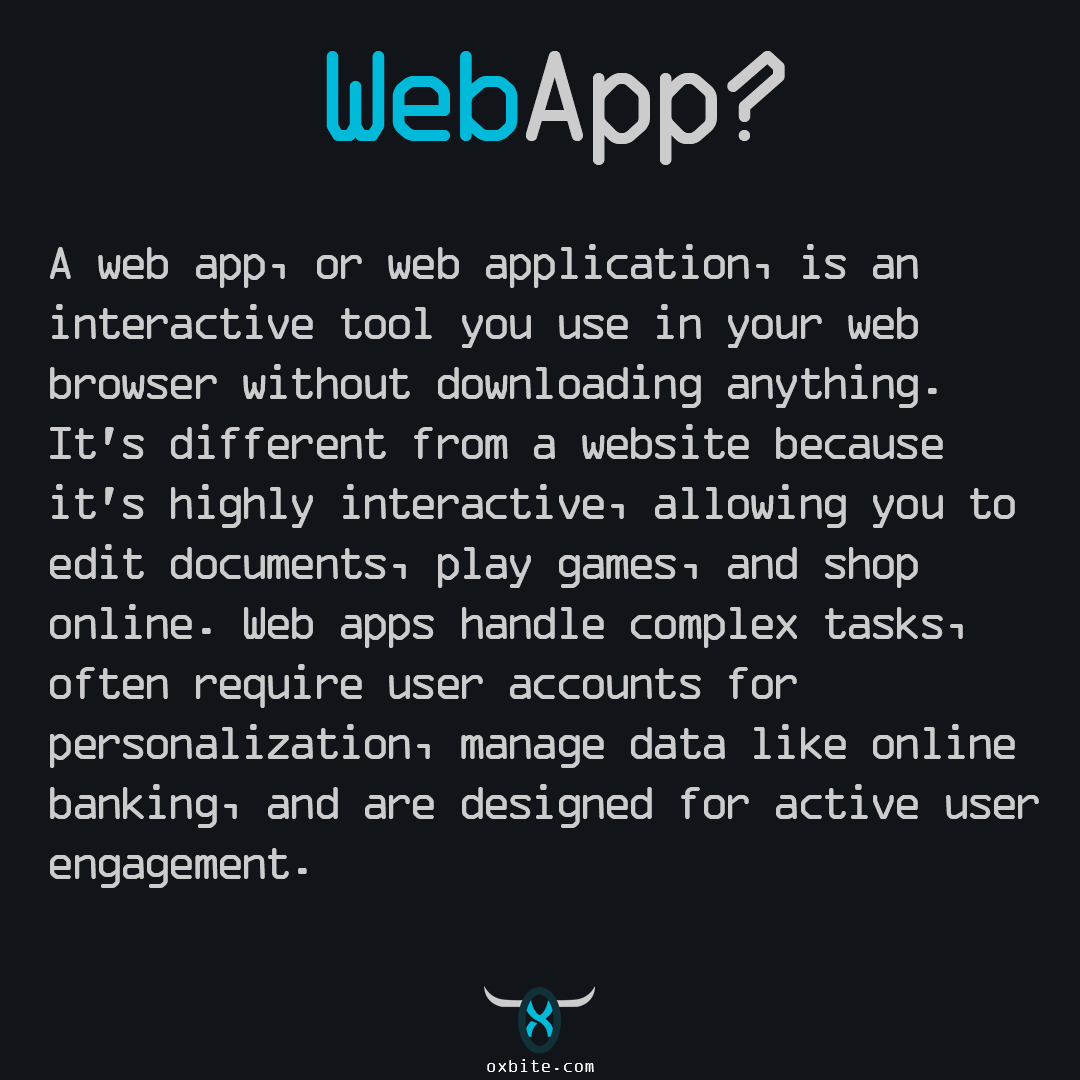 WebApp?
A web app, or web application, is an
interactive tool you use in your web
browser without downloading anything.
It's different from a website because
it's highly interactive, allowing you to
edit documents, play games, and shop
online. Web apps handle complex tasks,
often require user accounts for
personalization, manage data like online
banking, and are designed for active user
engagement.
oxbite.com